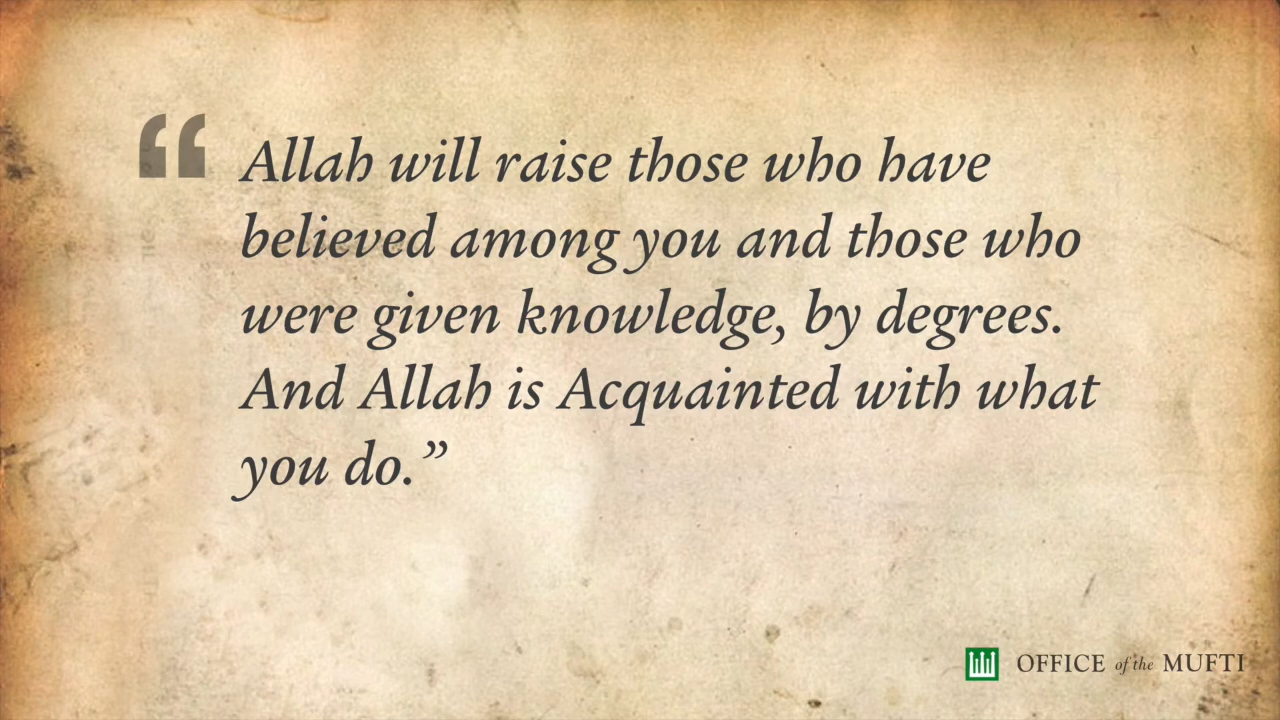 “ Allah will raise those who have
believed among you and those who
were given knowledge, by degrees.
And Allah is Acquainted with what
you do.”
OFFICE of the MUFTI